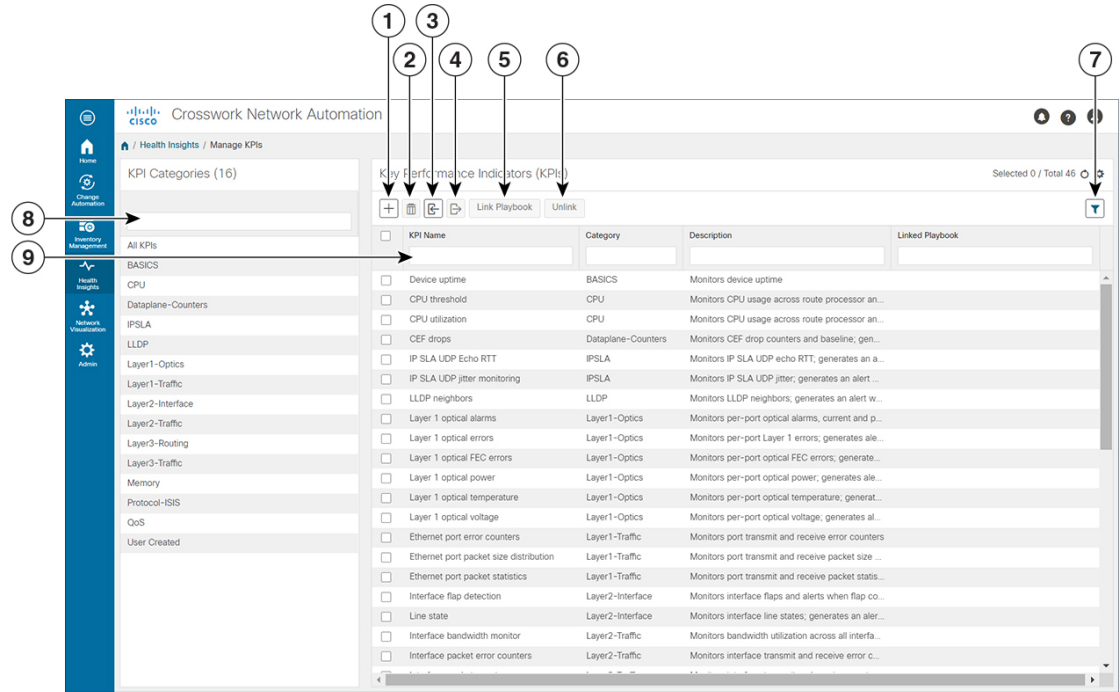 1
3
2
4
5
6
7
CISCO Crosswork Network Automation
?
/ Health Insights / Manage KPIs
Home
Change
Automation
Inventory
Management
Health
Insights
Network
Visualization
Admin
8
9
KPI Categories (16)
All KPIs
BASICS
CPU
Dataplane-Counters
IPSLA
LLDP
Layer1-Optics
Layer1-Traffic
Layer2-Interface
Layer2-Traffic
Layer3-Routing
Layer3-Traffic
Memory
Protocol-ISIS
QoS
User Created
Key Performance Indicators (KPIs)
Selected 0 / Total 46
Link Playbook Unlink
KPI Name Category Description Linked Playbook
Device uptime BASICS Monitors device uptime
CPU threshold CPU Monitors CPU usage across route processor an...
CPU utilization CPU Monitors CPU usage across route processor an...
CEF drops Dataplane-Counters Monitors CEF drop counters and baseline; gen...
IP SLA UDP Echo RTT IPSLA Monitors IP SLA UDP echo RTT; generates an a...
IP SLA UDP jitter monitoring IPSLA Monitors IP SLA UDP jitter; generates an alert ...
LLDP neighbors LLDP Monitors LLDP neighbors; generates an alert w...
Layer 1 optical alarms Layer1-Optics Monitors per-port optical alarms, current and p...
Layer 1 optical errors Layer1-Optics Monitors per-port Layer 1 errors; generates ale...
Layer 1 optical FEC errors Layer1-Optics Monitors per-port optical FEC errors; generate...
Layer 1 optical power Layer1-Optics Monitors per-port optical power; generates ale...
Layer 1 optical temperature Layer1-Optics Monitors per-port optical temperature; generat...
Layer 1 optical voltage Layer1-Optics Monitors per-port optical voltage; generates al...
Ethernet port error counters Layer1-Traffic Monitors port transmit and receive error counters
Ethernet port packet size distribution Layer1-Traffic Monitors port transmit and receive packet size ...
Ethernet port packet statistics Layer1-Traffic Monitors port transmit and receive packet statis...
Interface flap detection Layer2-Interface Monitors interface flaps and alerts when flap co...
Line state Layer2-Interface Monitors interface line states; generates an aler...
Interface bandwidth monitor Layer2-Traffic Monitors bandwidth utilization across all interfa...
Interface packet error counters Layer2-Traffic Monitors interface transmit and receive error c...